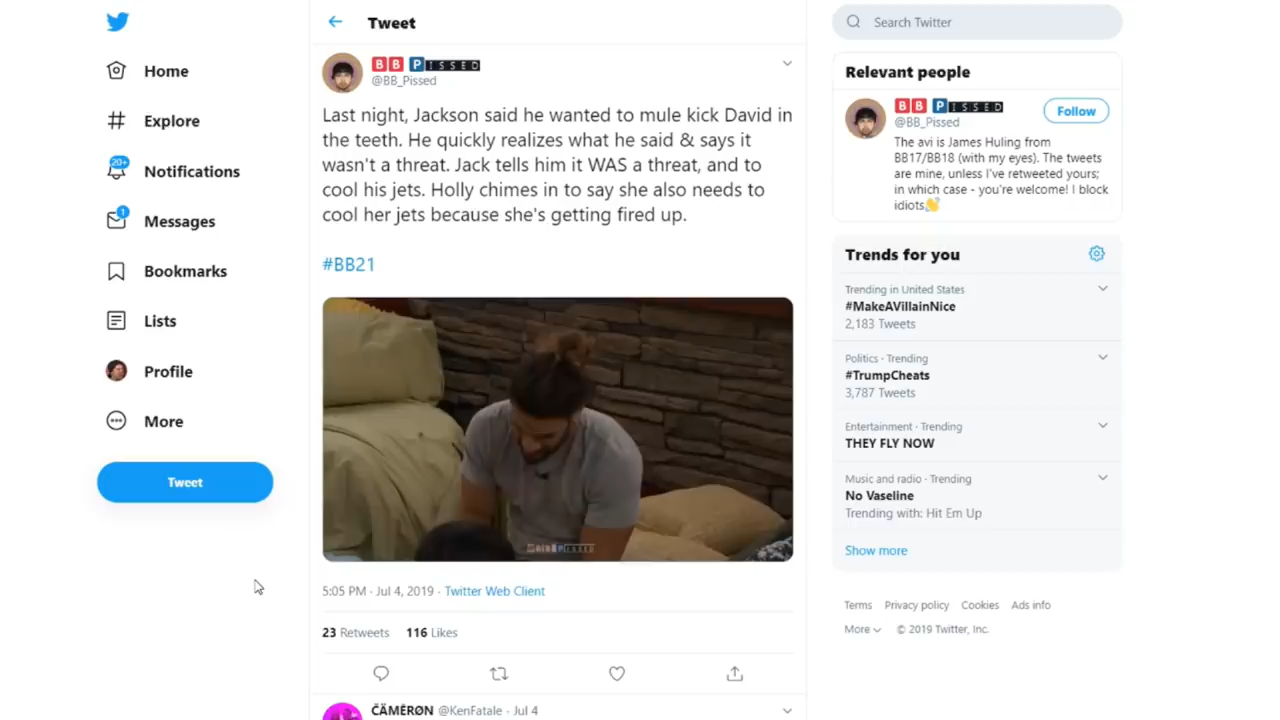 Home
Explore
20+
Notifications
1
Messages
Bookmarks
Lists
Profile
More
Tweet
Tweet
BB PISSED
@BB_Pissed
Last night, Jackson said he wanted to mule kick David in
the teeth. He quickly realizes what he said & says it
wasn't a threat. Jack tells him it WAS a threat, and to
cool his jets. Holly chimes in to say she also needs to
cool her jets because she's getting fired up.
#BB21
5:05 PM · Jul 4, 2019 · Twitter Web Client
23 Retweets 116 Likes
ČÄMËRØN @KenFatale · Jul 4
Search Twitter
Relevant people
BB PISSED
@BB_Pissed
Follow
The avi is James Huling from
BB17/BB18 (with my eyes). The tweets
are mine, unless I've retweeted yours;
in which case - you're welcome! I block
idiots👋
Trends for you
Trending in United States
#MakeAVillainNice
2,183 Tweets
Politics · Trending
#TrumpCheats
3,787 Tweets
Entertainment · Trending
THEY FLY NOW
Music and radio · Trending
No Vaseline
Trending with: Hit Em Up
Show more
Terms Privacy policy Cookies Ads info
More © 2019 Twitter, Inc.